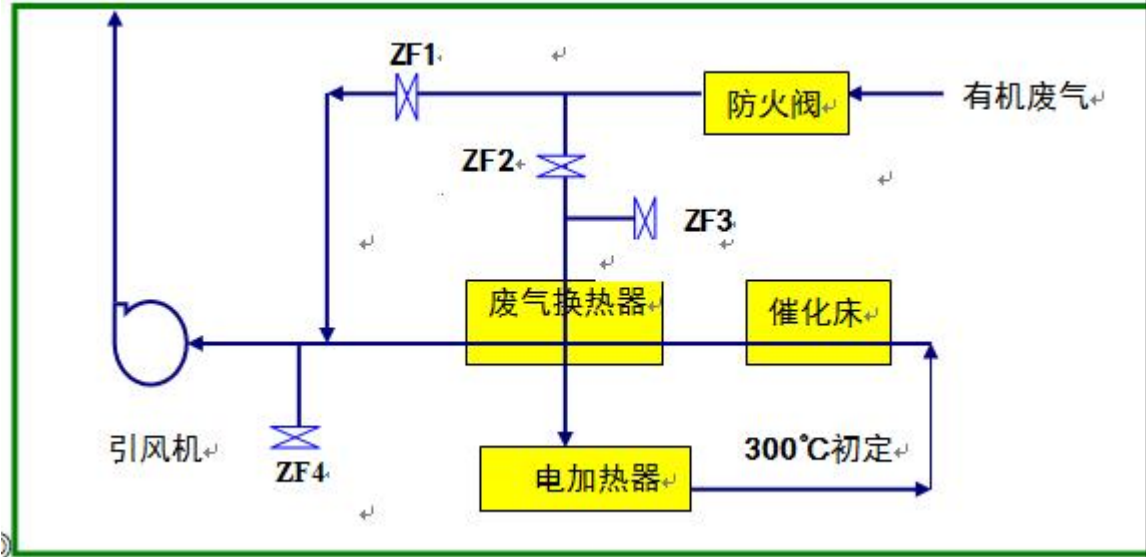 ZF1
防火阀
有机废气
ZF2
ZF3
废气换热器
催化床
引风机
ZF4
300℃初定
电加热器